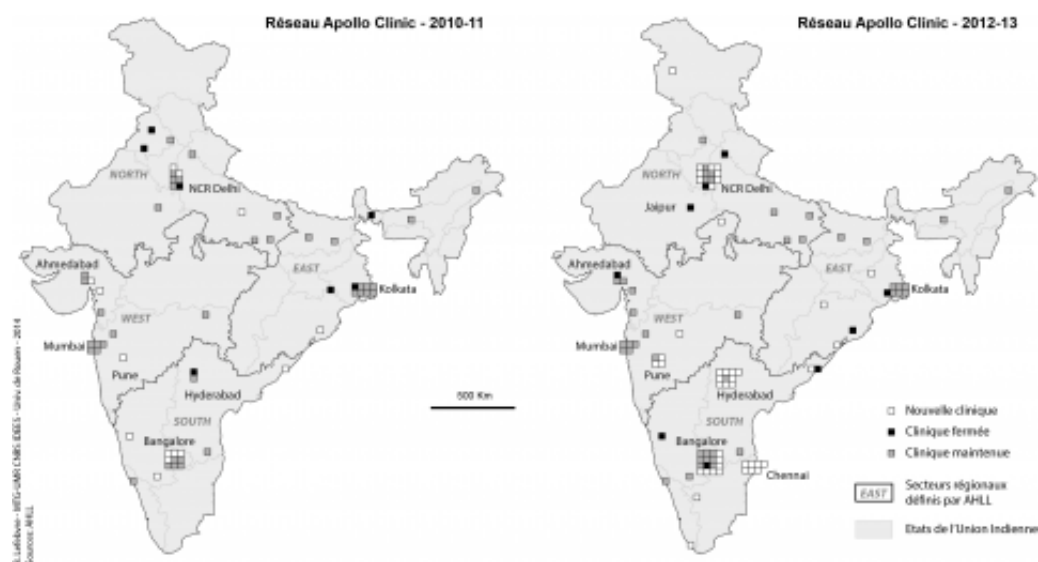 Réseau Apollo Clinic - 2010-11
NORTH
NCR Delhi
EAST
Ahmedabad
Kolkata
WEST
Mumbai
Pune
Hyderabad
SOUTH
Bangalore
500 Km
Réseau Apollo Clinic - 2012-13
NORTH
NCR Delhi
Jaipur
EAST
Ahmedabad
Kolkata
WEST
Mumbai
Pune
Hyderabad
SOUTH
Bangalore
Chennai
Nouvelle clinique
Clinique fermée
Clinique maintenue
EAST
Secteurs régionaux
définis par AHLL
Etats de l'Union Indienne
Sources: AHLL